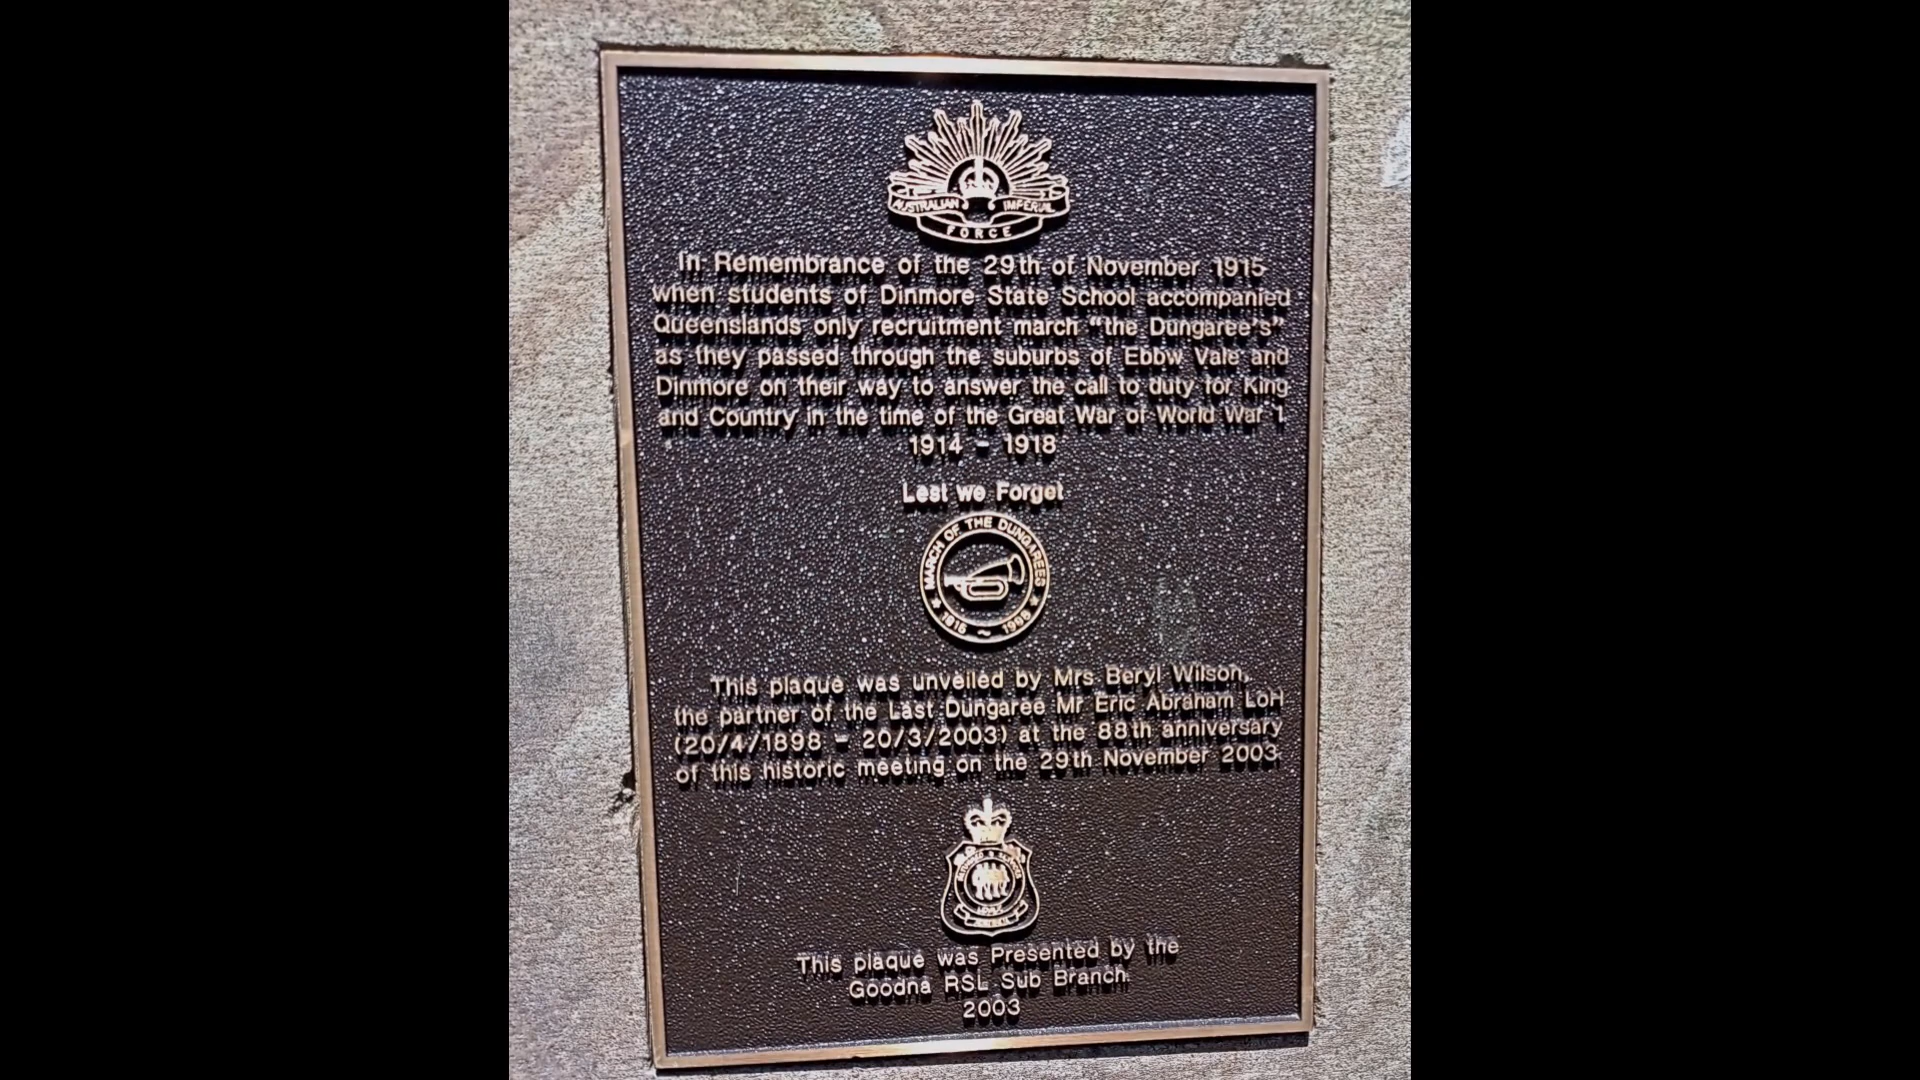 AUSTRALIAN IMPERIAL
FORCE
In Remembrance of the 29th of November 1915
when students of Dinmore State School accompanied
Queenslands only recruitment march "the Dungaree's"
as they passed through the suburbs of Ebbw Vale and
Dinmore on their way to answer the call to duty for King
and Country in the time of the Great War of World War 1
1914 - 1918
Lest we Forget
MARCH OF THE DUNGAREES
1915 ~ 1998
This plaque was unveiled by Mrs Beryl Wilson,
the partner of the Last Dungaree Mr Eric Abraham LoH
(20/4/1898 - 20/3/2003) at the 88th anniversary
of this historic meeting on the 29th November 2003
This plaque was Presented by the
Goodna RSL Sub Branch
2003